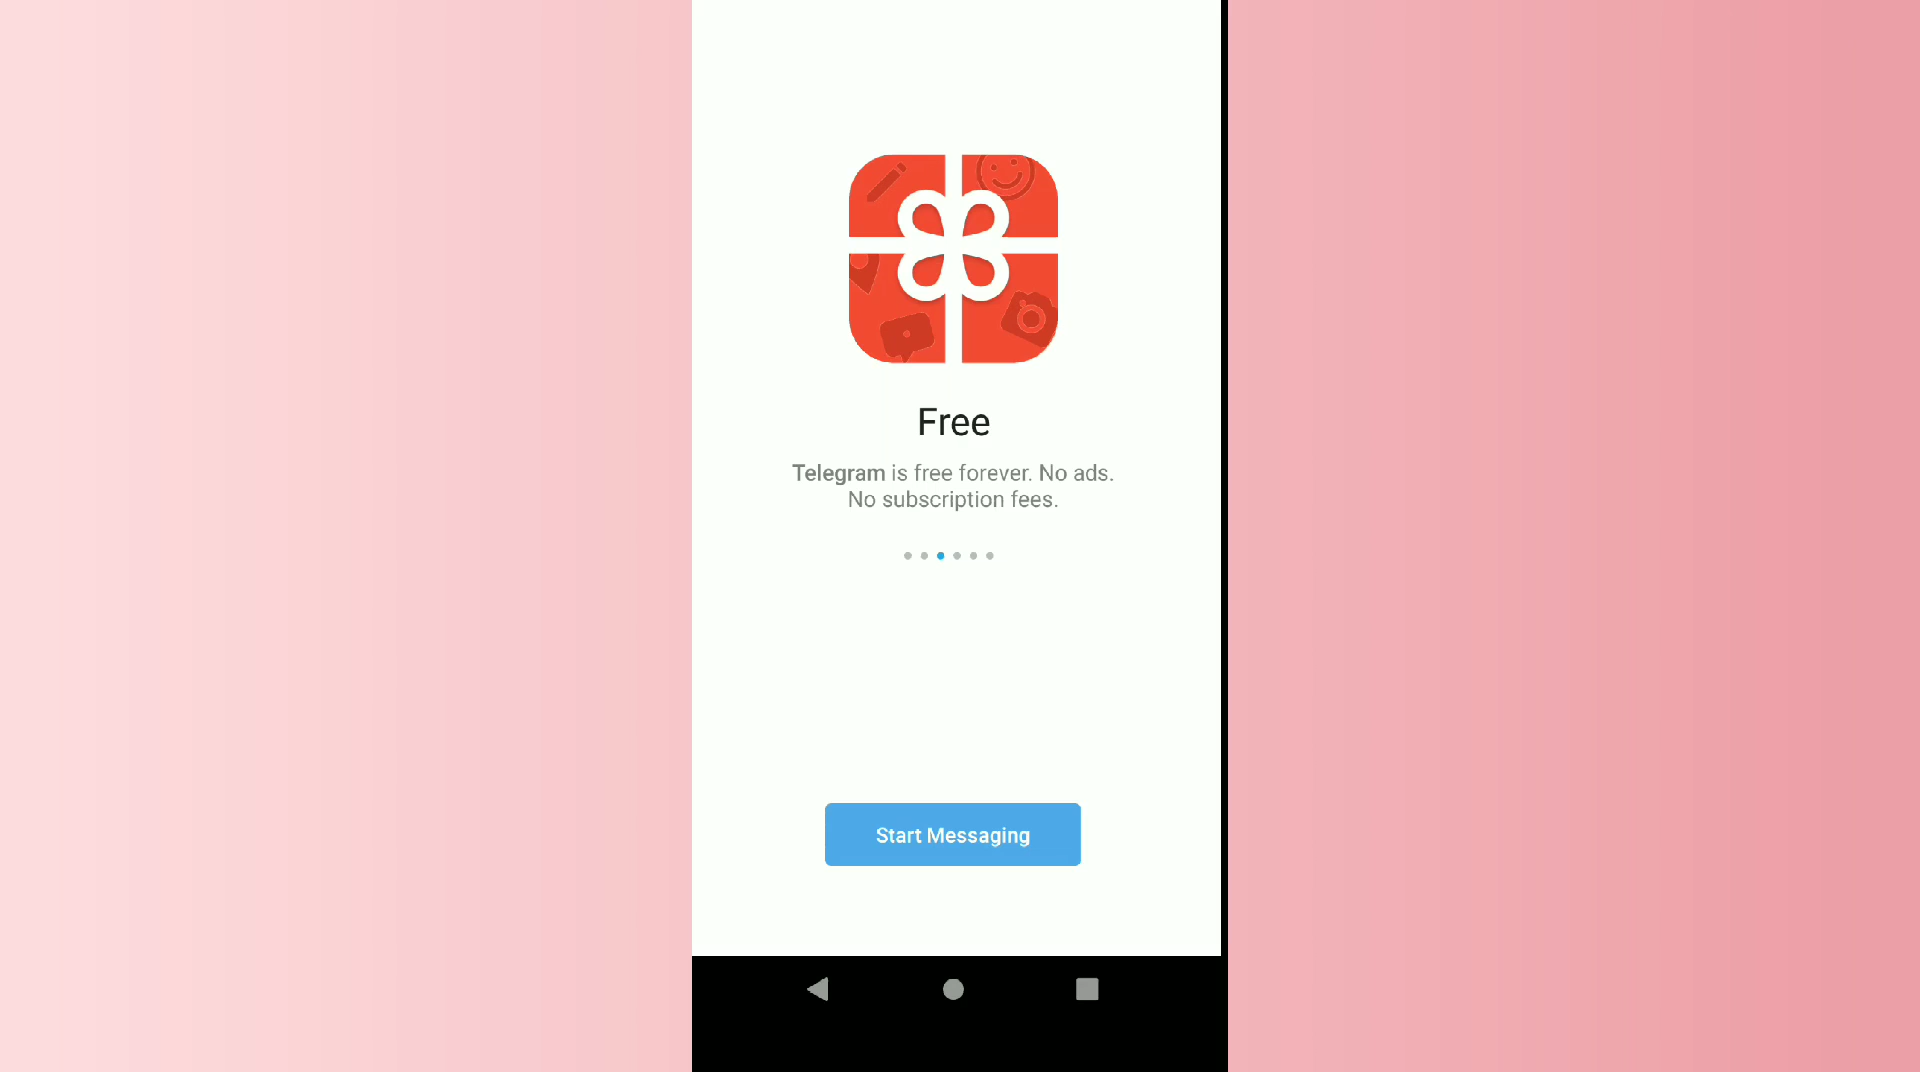 Free
Telegram is free forever. No ads.
No subscription fees.
Start Messaging